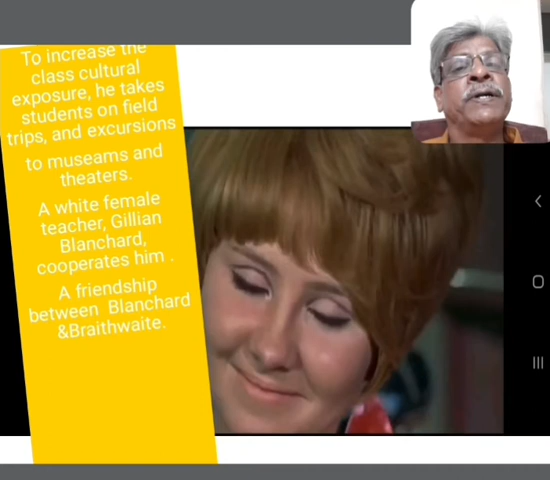 To increase the
class cultural
exposure, he takes
students on field
trips, and excursions
to museams and
theaters.
A white female
teacher, Gillian
Blanchard,
cooperates him .
A friendship
between Blanchard
&Braithwaite.